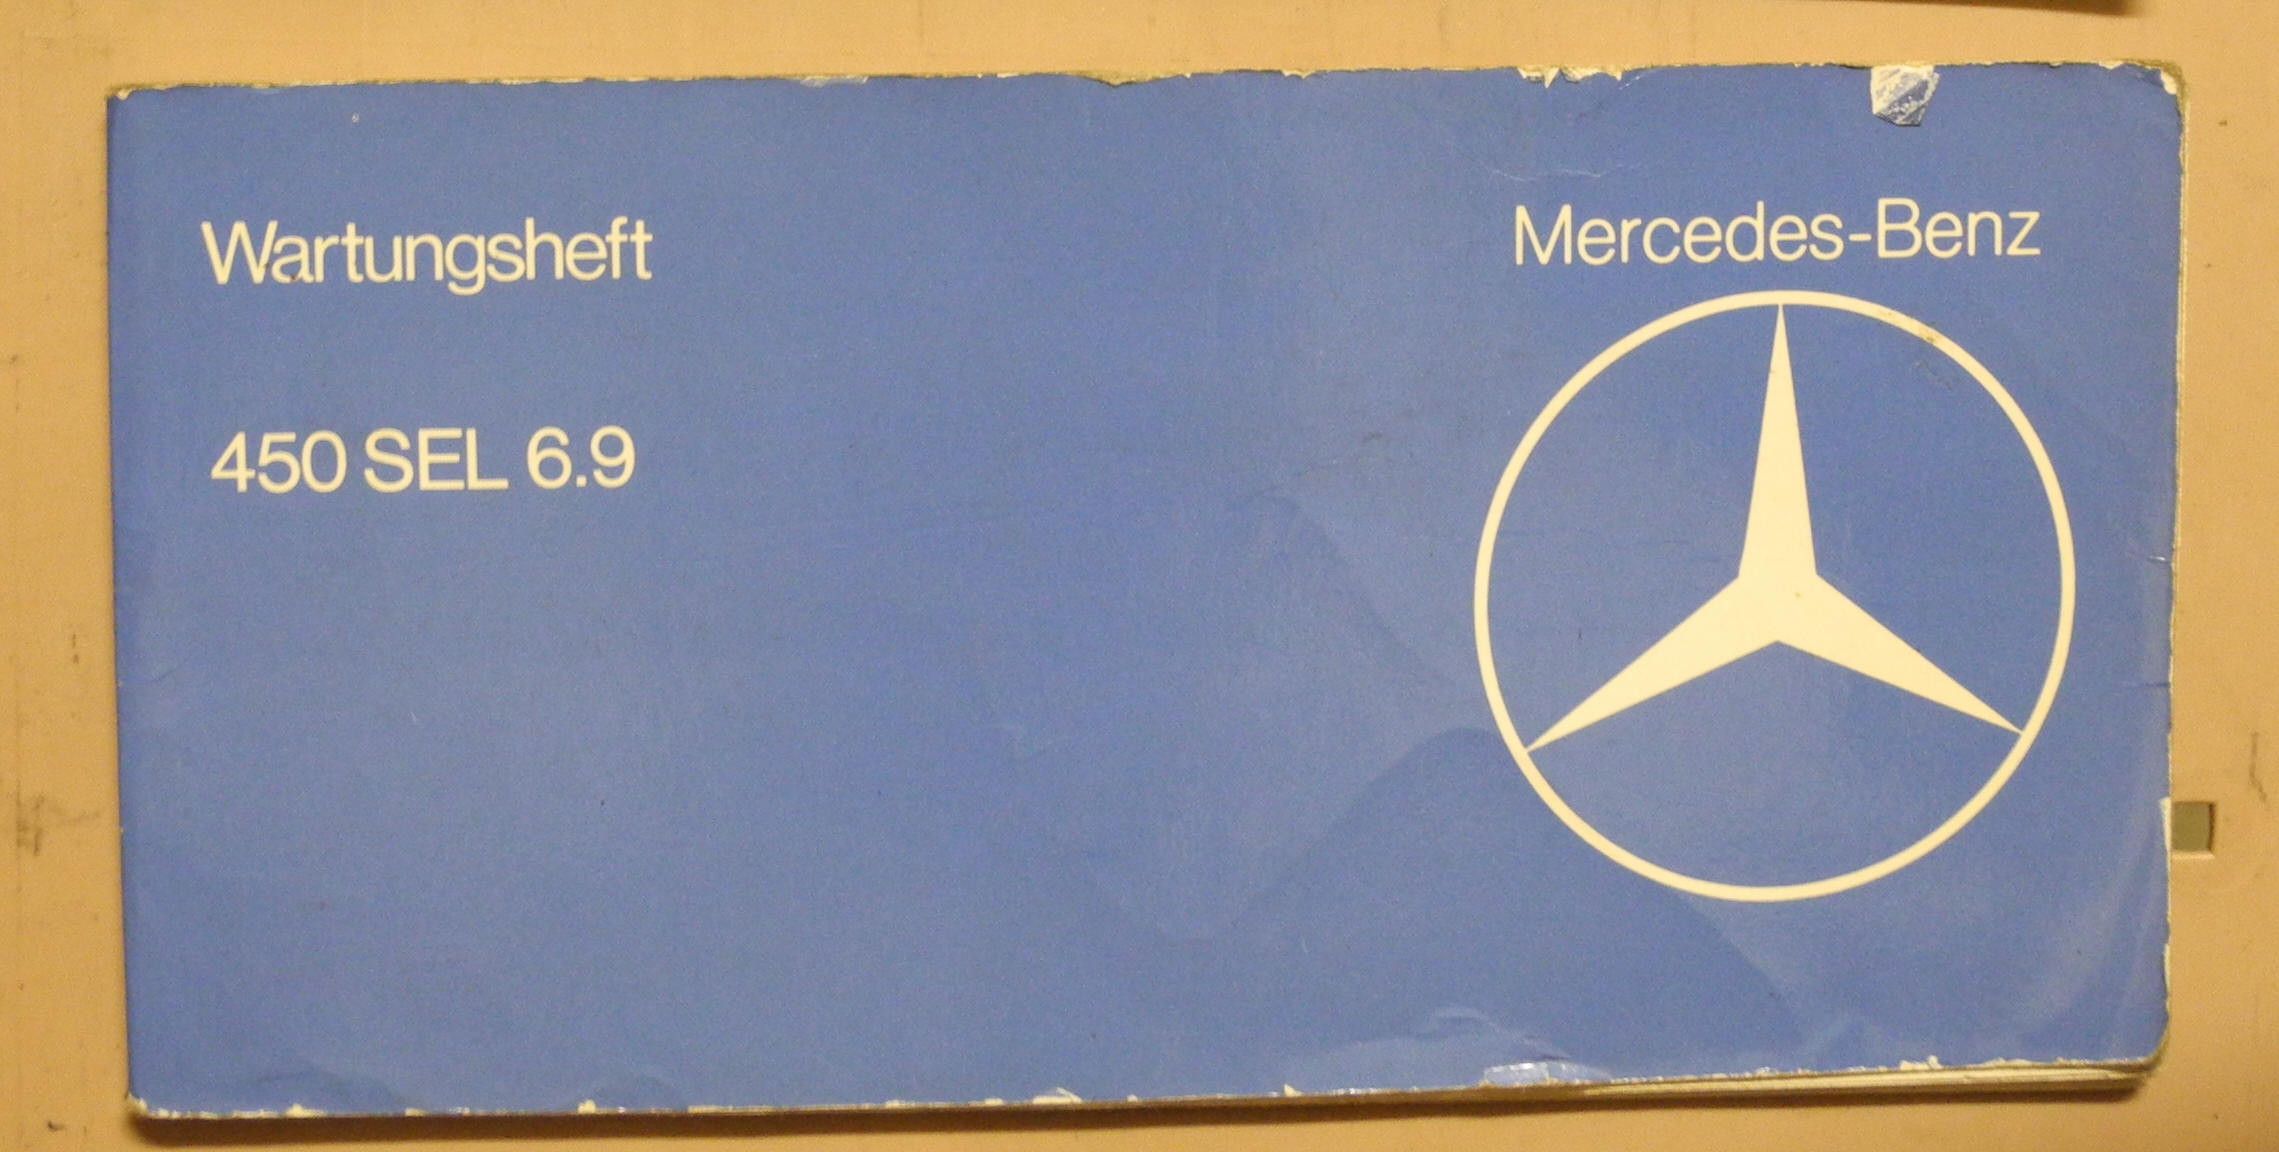 Wartungsheft
450 SEL 6.9
Mercedes-Benz